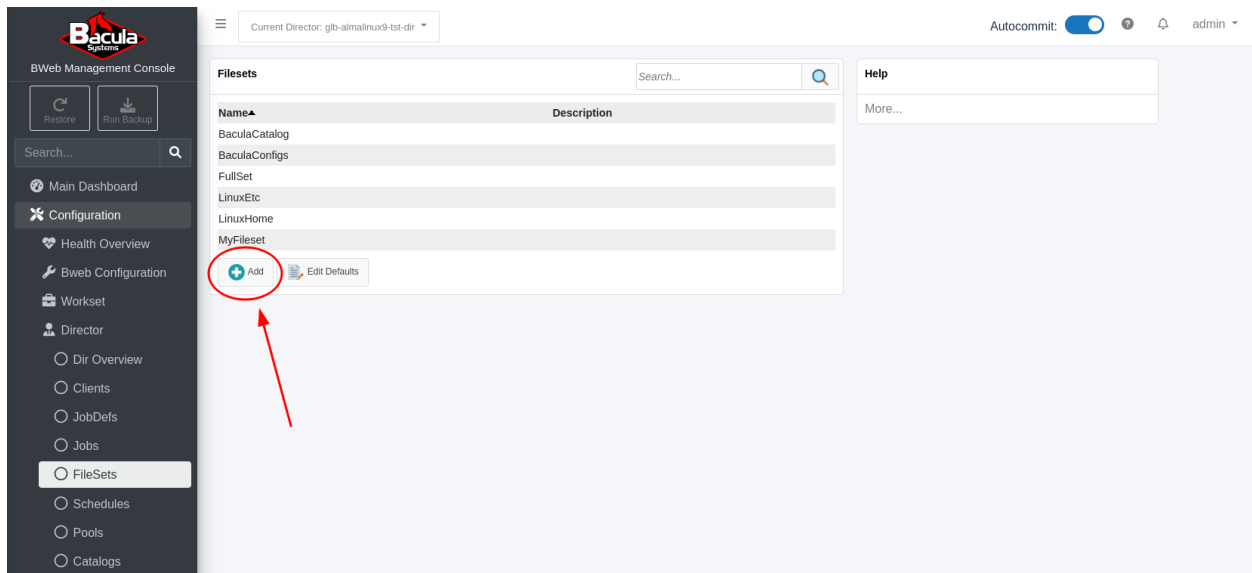 Bacula
Systems
BWeb Management Console
Restore
Run Backup
Search...
Main Dashboard
Configuration
Health Overview
Bweb Configuration
Workset
Director
Dir Overview
Clients
JobDefs
Jobs
FileSets
Schedules
Pools
Catalogs
Current Director: glb-almalinux9-tst-dir
Autocommit:
admin
Filesets
Search...
Name Description
BaculaCatalog
BaculaConfigs
FullSet
LinuxEtc
LinuxHome
MyFileset
Add
Edit Defaults
Help
More...